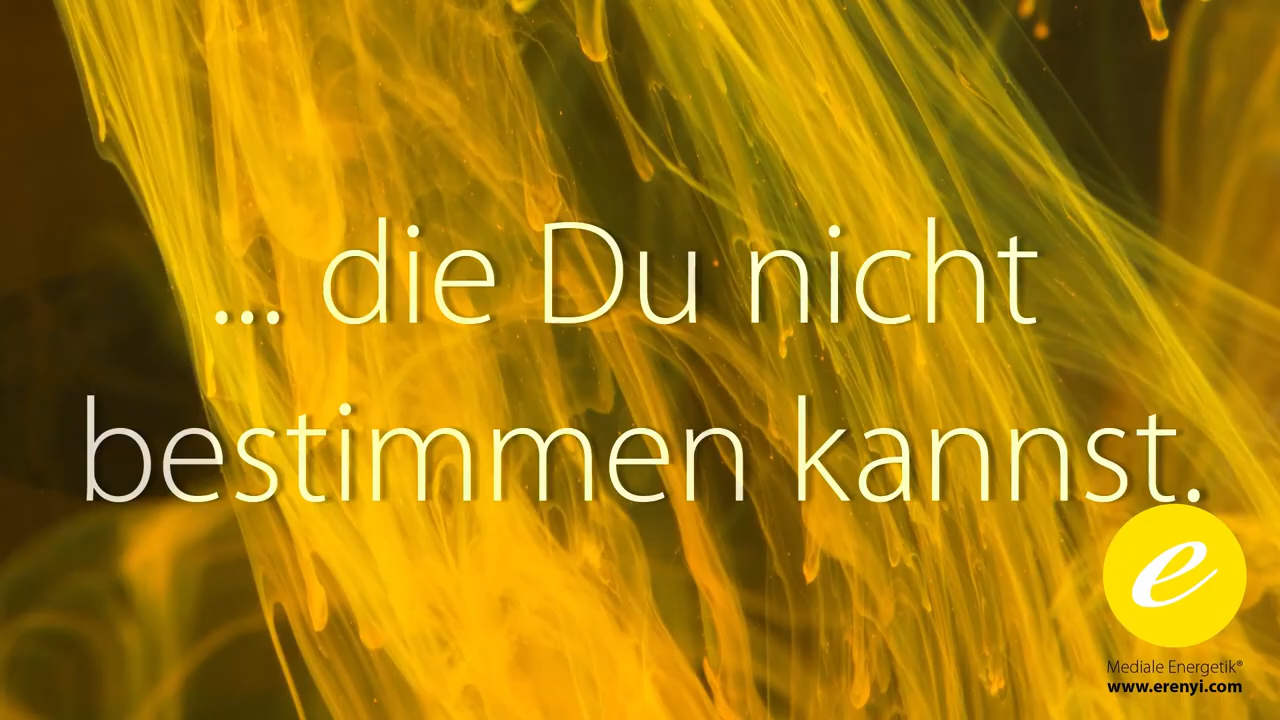 ... die Du nicht
bestimmen kannst.
e
Mediale Energetik®
www.erenyi.com